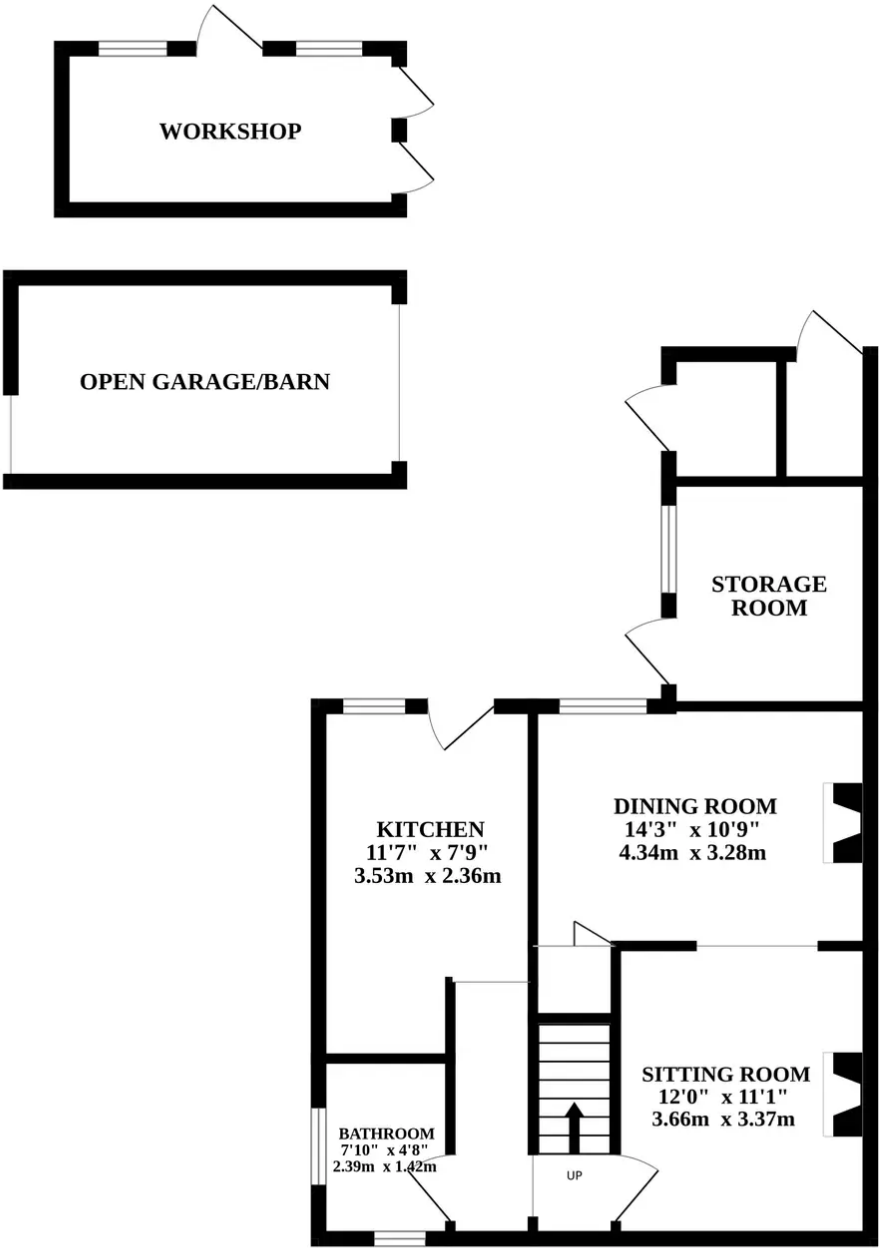 WORKSHOP
OPEN GARAGE/BARN
STORAGE
ROOM
KITCHEN
11'7" x 7'9"
3.53m x 2.36m
DINING ROOM
14'3" x 10'9"
4.34m x 3.28m
SITTING ROOM
12'0" x 11'1"
3.66m x 3.37m
BATHROOM
7'10" x 4'8"
2.39m x 1.42m
UP